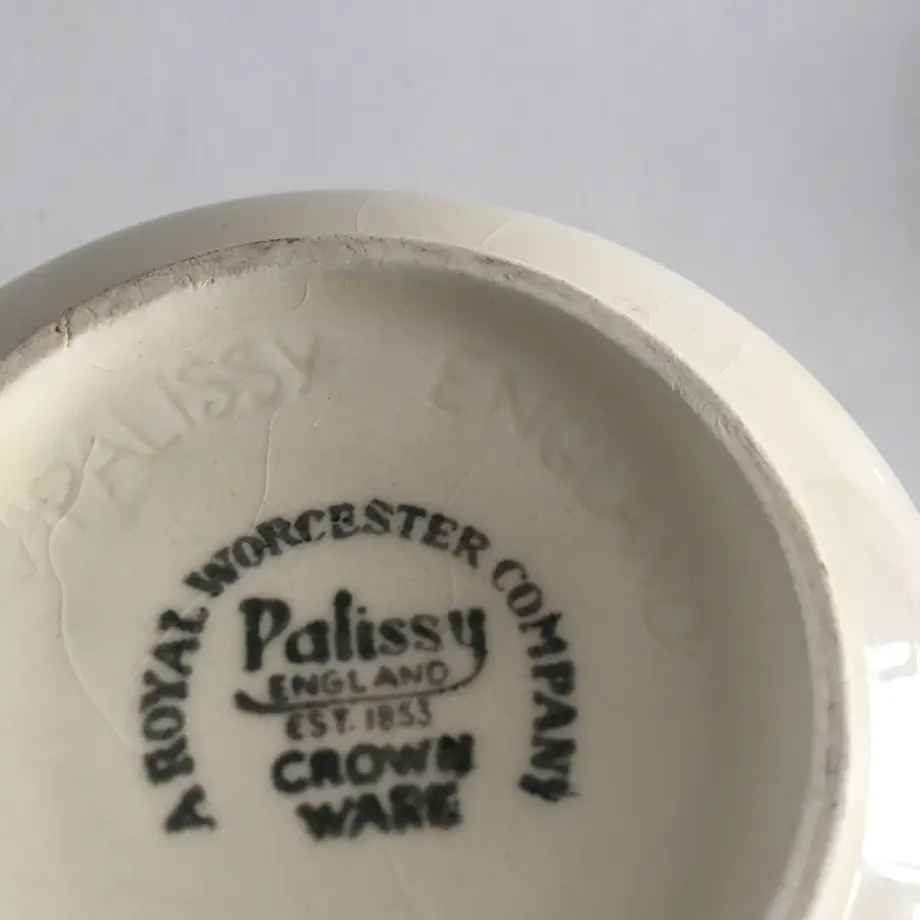 PALISSY ENGLAND
A ROYAL WORCESTER COMPANY
Palissy
ENGLAND
EST. 1853
CROWN
WARE